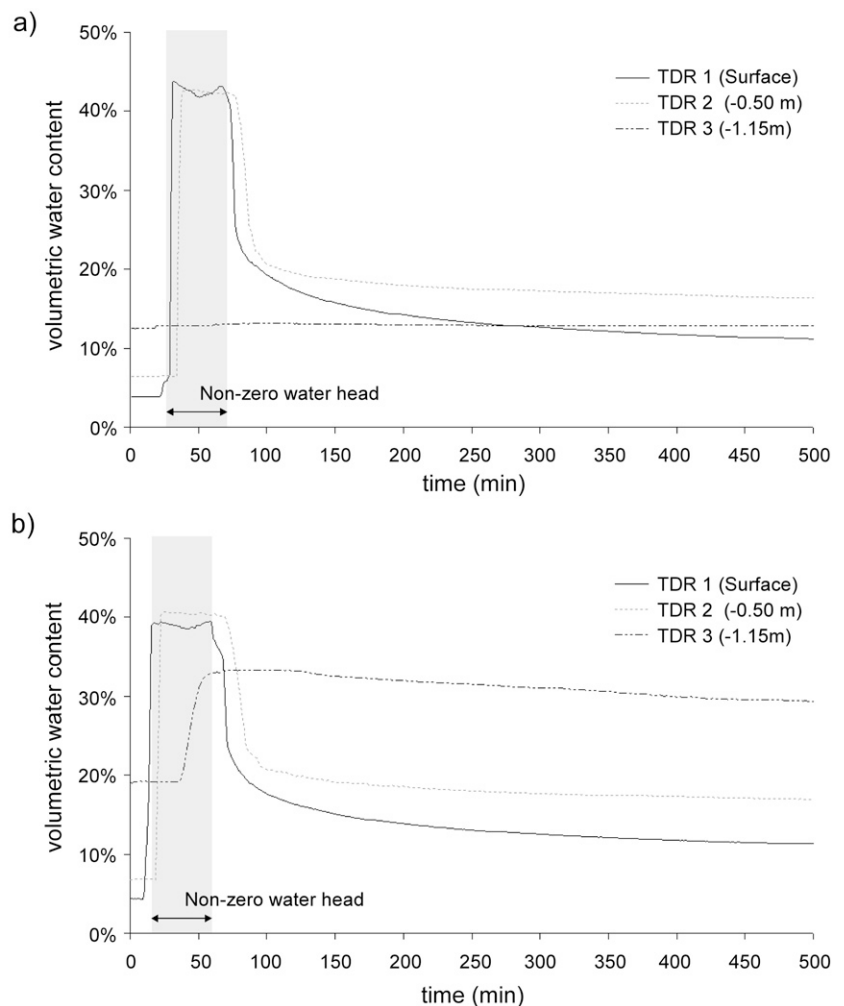 a)
50%
40%
30%
20%
10%
0%
volumetric water content
TDR 1 (Surface)
TDR 2 (-0.50 m)
TDR 3 (-1.15m)
Non-zero water head
0 50 100 150 200 250 300 350 400 450 500
time (min)
b)
50%
40%
30%
20%
10%
0%
volumetric water content
TDR 1 (Surface)
TDR 2 (-0.50 m)
TDR 3 (-1.15m)
Non-zero water head
0 50 100 150 200 250 300 350 400 450 500
time (min)